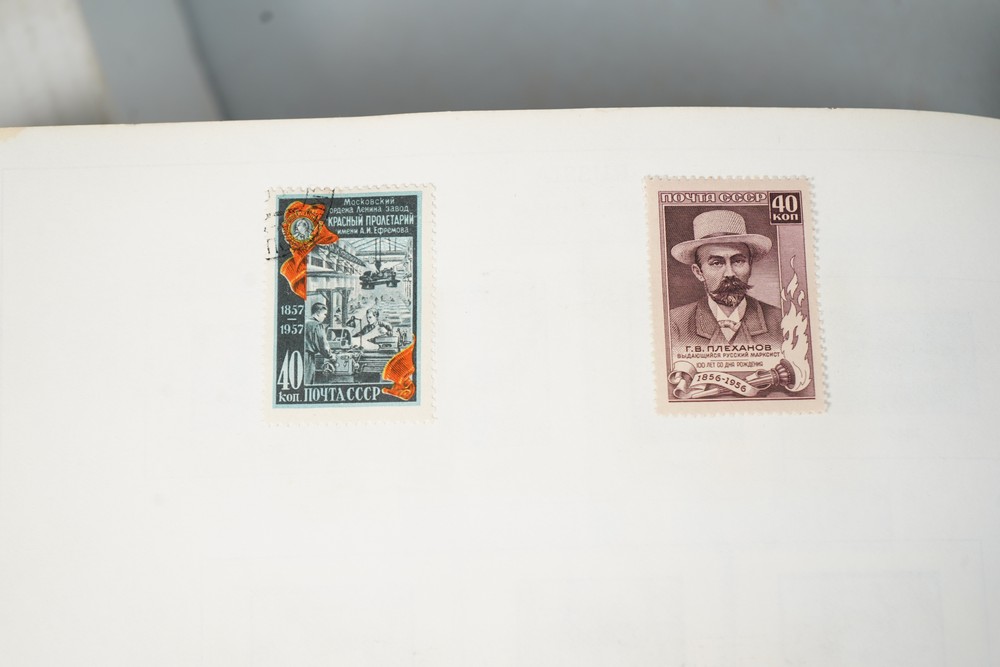 Московский
ордена Ленина завод
КРАСНЫЙ ПРОЛЕТАРИЙ
имени А.И. Ефремова
1857
1957
40
коп. ПОЧТА СССР
ПОЧТА СССР
40
КОП
Г.В. ПЛЕХАНОВ
ВЫДАЮЩИЙСЯ РУССКИЙ МАРКСИСТ
100 ЛЕТ СО ДНЯ РОЖДЕНИЯ
1856-1956